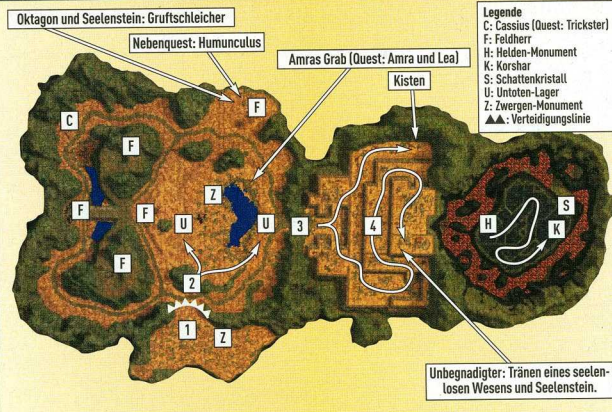 Oktagon und Seelenstein: Gruftschleicher
Nebenquest: Humunculus
Amras Grab (Quest: Amra und Lea)
Kisten
Legende
C: Cassius (Quest: Trickster)
F: Feldherr
H: Helden-Monument
K: Korshar
S: Schattenkristall
U: Untoten-Lager
Z: Zwergen-Monument
: Verteidigungslinie
F
C
F
Z
F
F
U
U
3
4
H
S
K
F
2
1
Z
Unbegnadigter: Tränen eines seelen-
losen Wesens und Seelenstein.